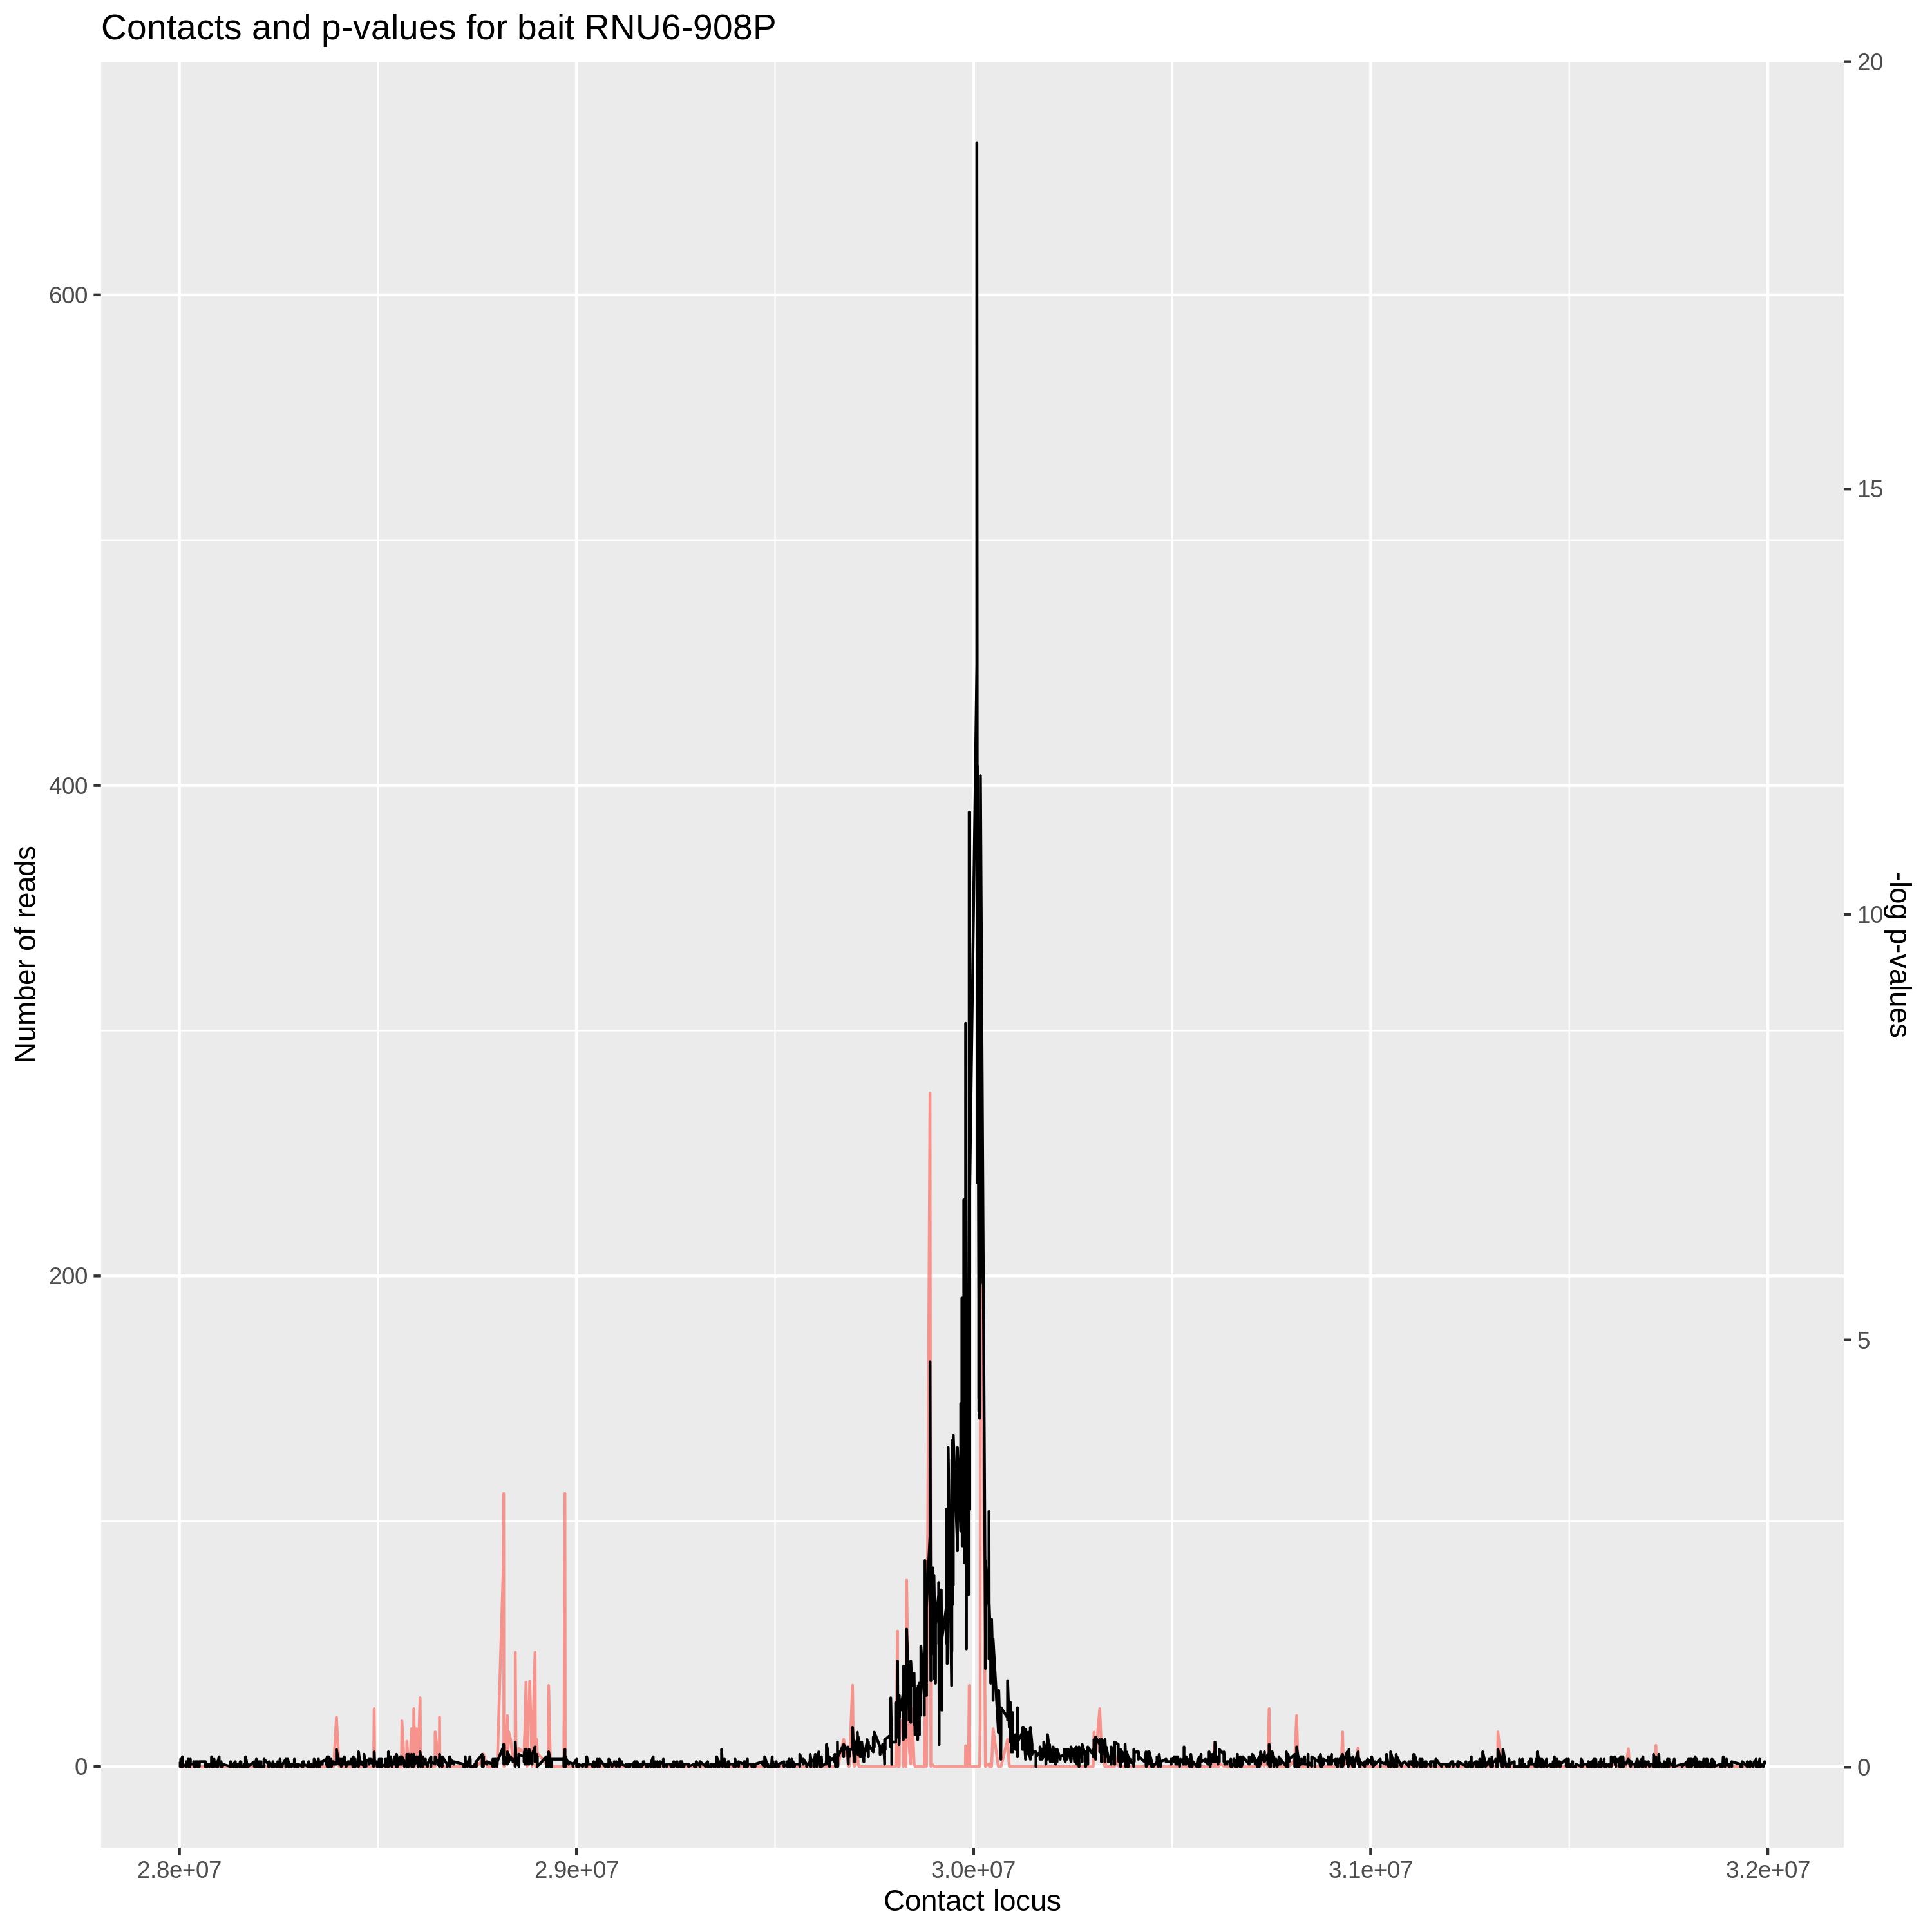 Contacts and p-values for bait RNU6-908P
20
15
10
5
0
-log p-values
600
400
200
0
Number of reads
2.8e+07 2.9e+07 3.0e+07 3.1e+07 3.2e+07
Contact locus